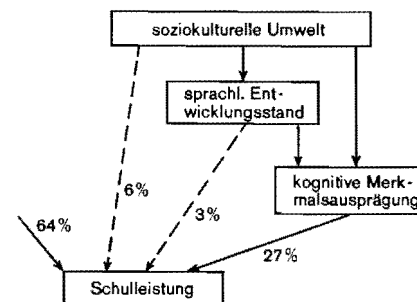 soziokulturelle Umwelt
sprachl. Ent-
wicklungsstand
kognitive Merk-
malsausprägung
6%
3%
64%
27%
Schulleistung